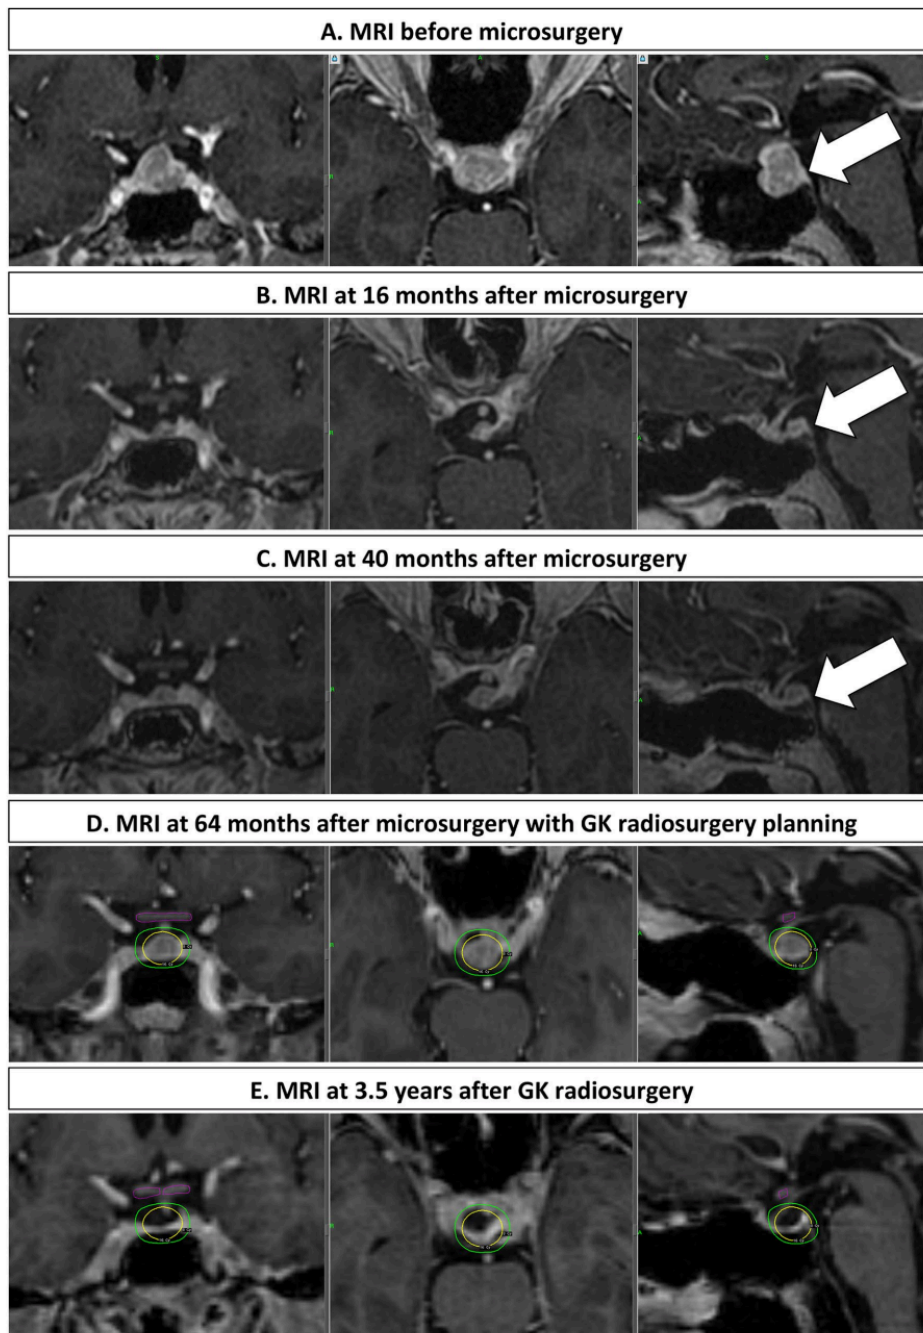 A. MRI before microsurgery
B. MRI at 16 months after microsurgery
C. MRI at 40 months after microsurgery
D. MRI at 64 months after microsurgery with GK radiosurgery planning
E. MRI at 3.5 years after GK radiosurgery